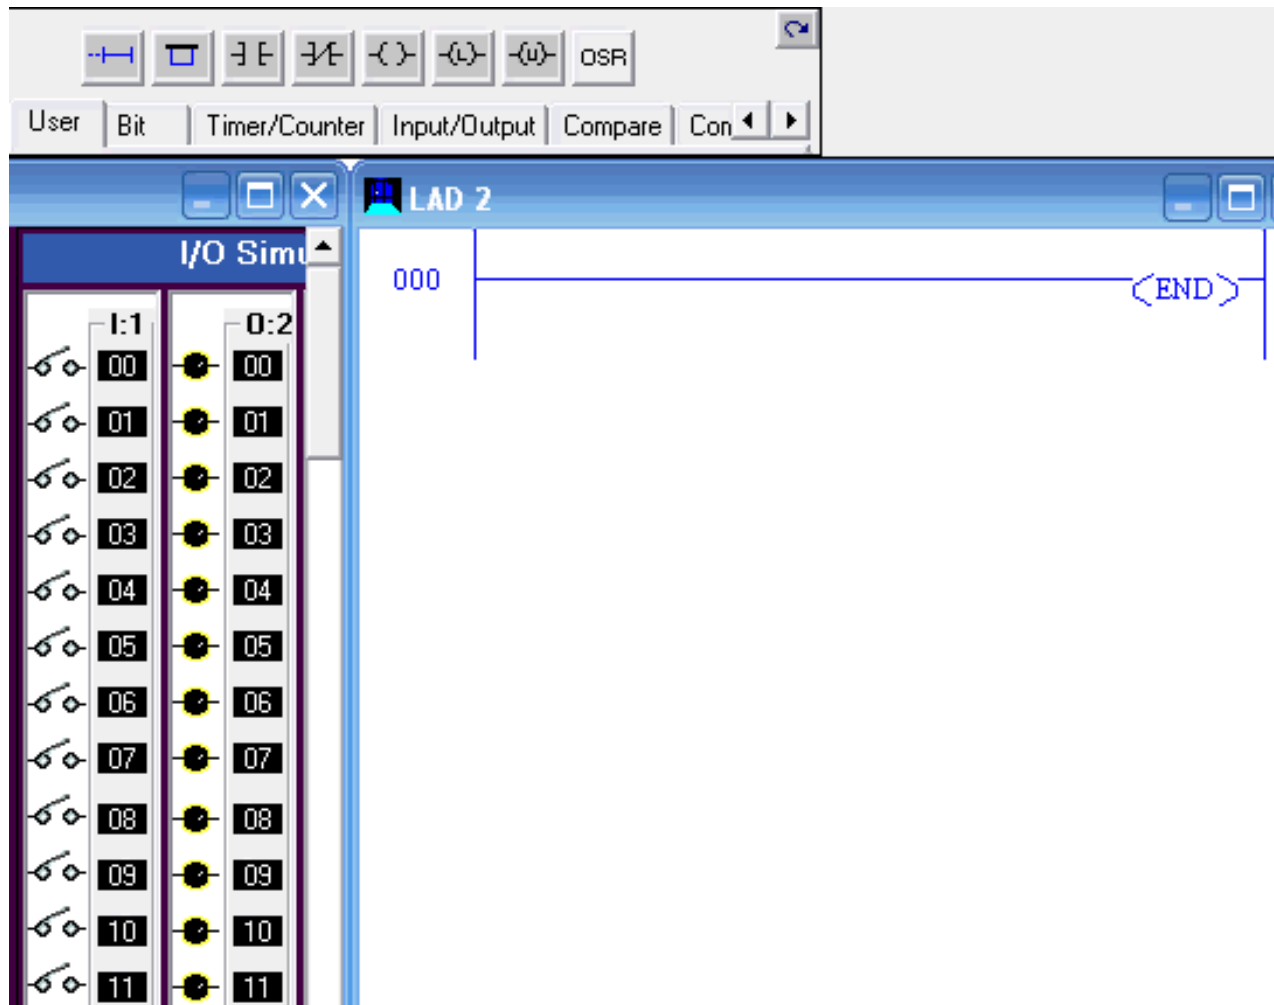 (L) (U) OSR
User Bit Timer/Counter Input/Output Compare Con
LAD 2
I/O Simu
000 END
I:1 O:2
00 00
01 01
02 02
03 03
04 04
05 05
06 06
07 07
08 08
09 09
10 10
11 11